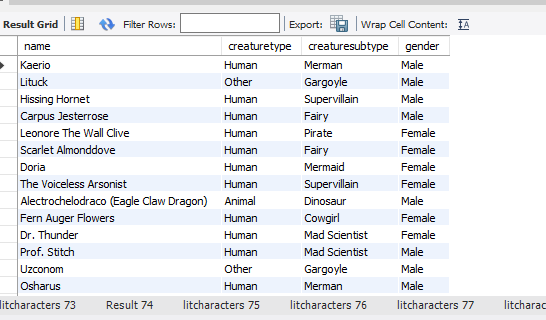 Result Grid Filter Rows: Export: Wrap Cell Content:
name creaturetype creaturesubtype gender
Kaerio Human Merman Male
Lituck Other Gargoyle Male
Hissing Hornet Human Supervillain Male
Carpus Jesterrose Human Fairy Male
Leonore The Wall Clive Human Pirate Female
Scarlet Almonddove Human Fairy Female
Doria Human Mermaid Female
The Voiceless Arsonist Human Supervillain Female
Alectrochelodraco (Eagle Claw Dragon) Animal Dinosaur Male
Fern Auger Flowers Human Cowgirl Female
Dr. Thunder Human Mad Scientist Female
Prof. Stitch Human Mad Scientist Male
Uzconom Other Gargoyle Male
Osharus Human Merman Male
litcharacters 73 Result 74 litcharacters 75 litcharacters 76 litcharacters 77 litcharac